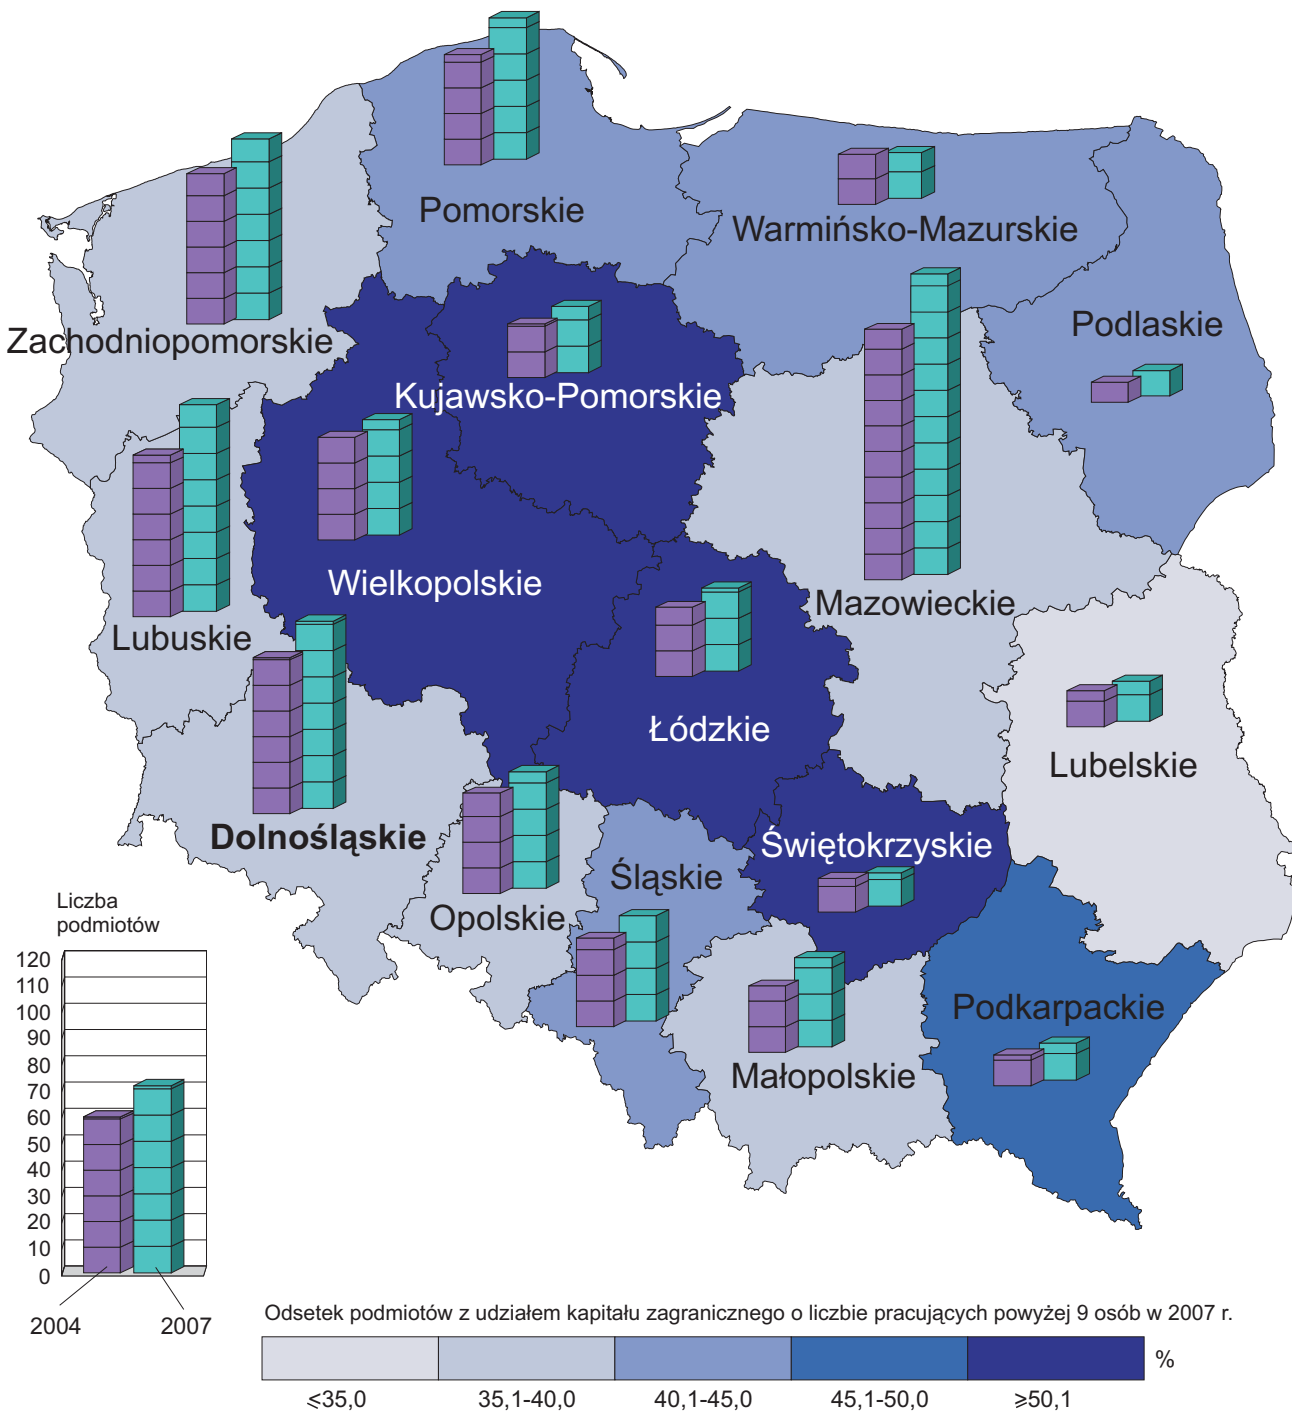 Pomorskie
Warmińsko-Mazurskie
Podlaskie
Zachodniopomorskie
Kujawsko-Pomorskie
Wielkopolskie
Mazowieckie
Lubuskie
Łódzkie
Lubelskie
Dolnośląskie
Świętokrzyskie
Śląskie
Opolskie
Podkarpackie
Małopolskie
Liczba
podmiotów
120
110
100
90
80
70
60
50
40
30
20
10
0
2004 2007
Odsetek podmiotów z udziałem kapitału zagranicznego o liczbie pracujących powyżej 9 osób w 2007 r.
%
⩽35,0 35,1-40,0 40,1-45,0 45,1-50,0 ⩾50,1